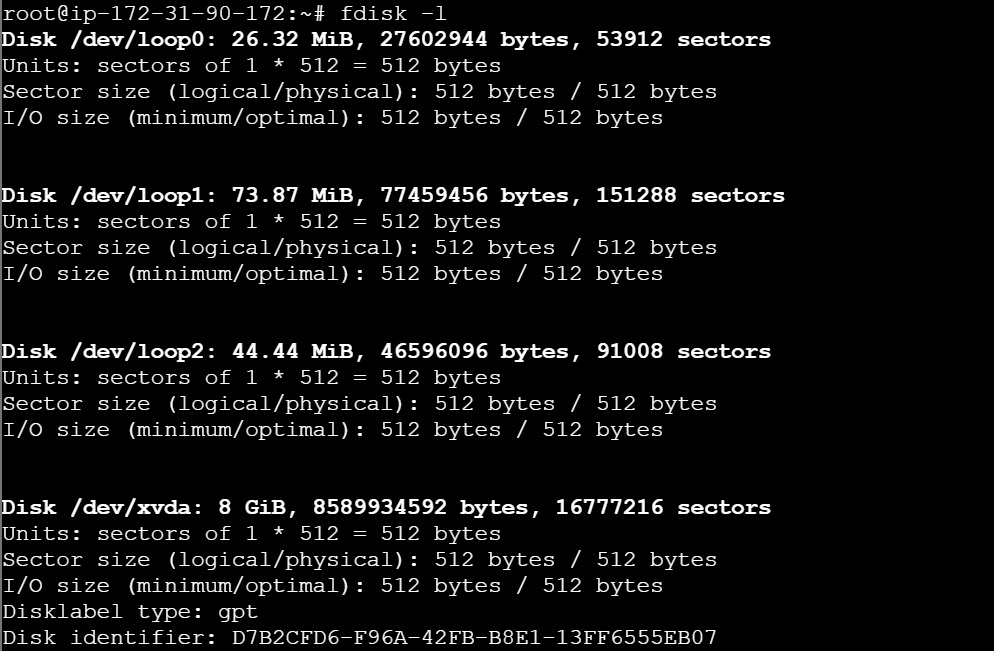 root@ip-172-31-90-172:~# fdisk -l
Disk /dev/loop0: 26.32 MiB, 27602944 bytes, 53912 sectors
Units: sectors of 1 * 512 = 512 bytes
Sector size (logical/physical): 512 bytes / 512 bytes
I/O size (minimum/optimal): 512 bytes / 512 bytes
Disk /dev/loop1: 73.87 MiB, 77459456 bytes, 151288 sectors
Units: sectors of 1 * 512 = 512 bytes
Sector size (logical/physical): 512 bytes / 512 bytes
I/O size (minimum/optimal): 512 bytes / 512 bytes
Disk /dev/loop2: 44.44 MiB, 46596096 bytes, 91008 sectors
Units: sectors of 1 * 512 = 512 bytes
Sector size (logical/physical): 512 bytes / 512 bytes
I/O size (minimum/optimal): 512 bytes / 512 bytes
Disk /dev/xvda: 8 GiB, 8589934592 bytes, 16777216 sectors
Units: sectors of 1 * 512 = 512 bytes
Sector size (logical/physical): 512 bytes / 512 bytes
I/O size (minimum/optimal): 512 bytes / 512 bytes
Disklabel type: gpt
Disk identifier: D7B2CFD6-F96A-42FB-B8E1-13FF6555EB07